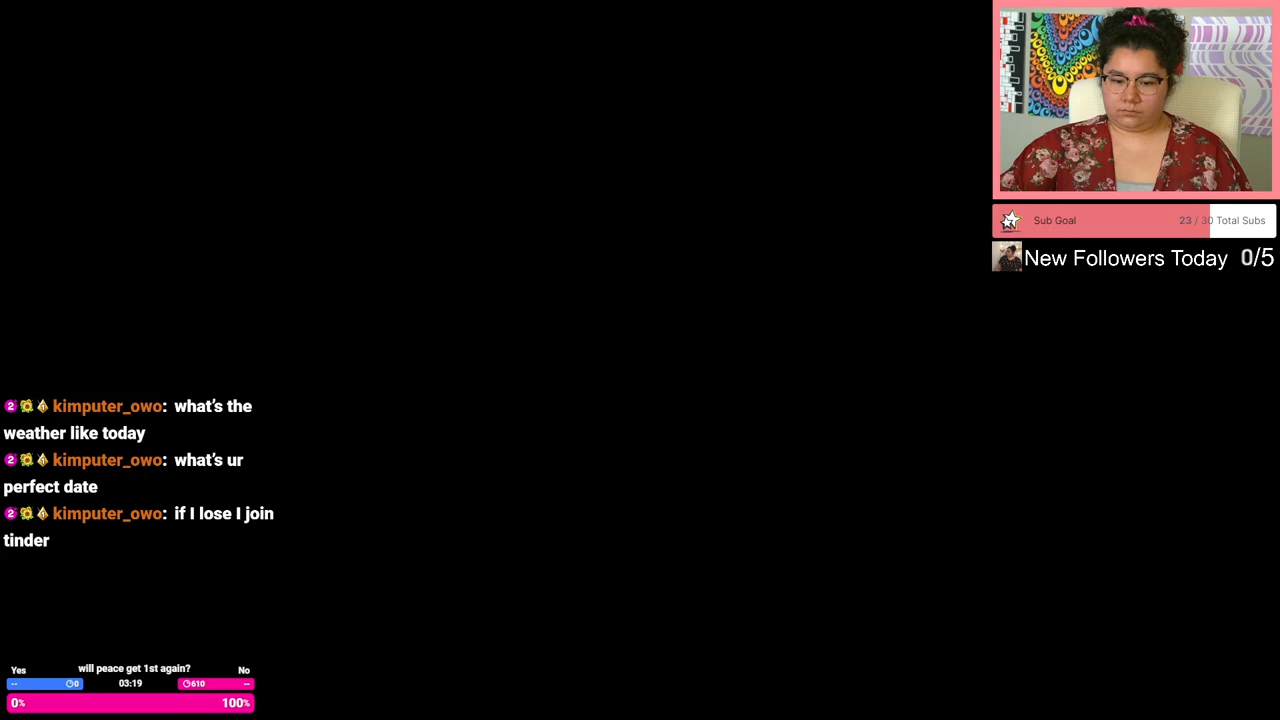 Sub Goal 23 / 30 Total Subs
New Followers Today 0/5
kimputer_owo: what's the
weather like today
kimputer_owo: what's ur
perfect date
kimputer_owo: if I lose I join
tinder
Yes will peace get 1st again? No
-- 0 03:19 610 --
0% 100%